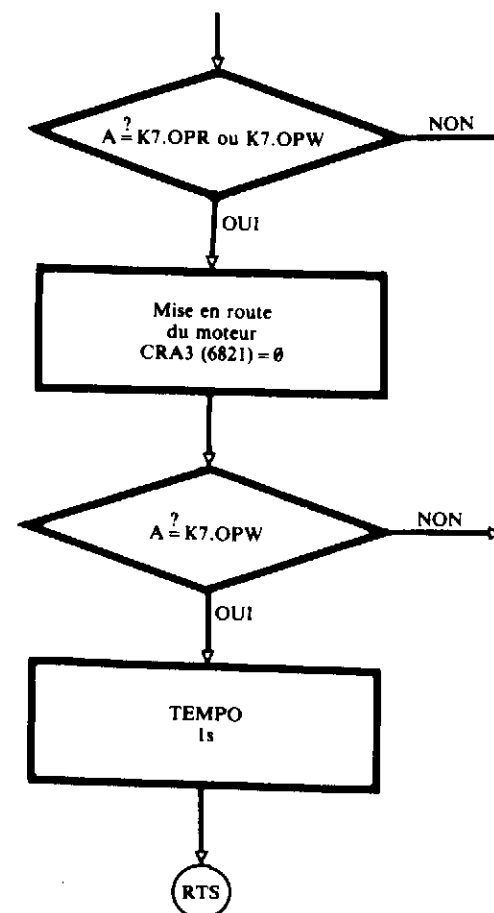 A ≟ K7.OPR ou K7.OPW
NON
OUI
Mise en route
du moteur
CRA3 (6821) = 0
A ≟ K7.OPW
NON
OUI
TEMPO
1s
RTS